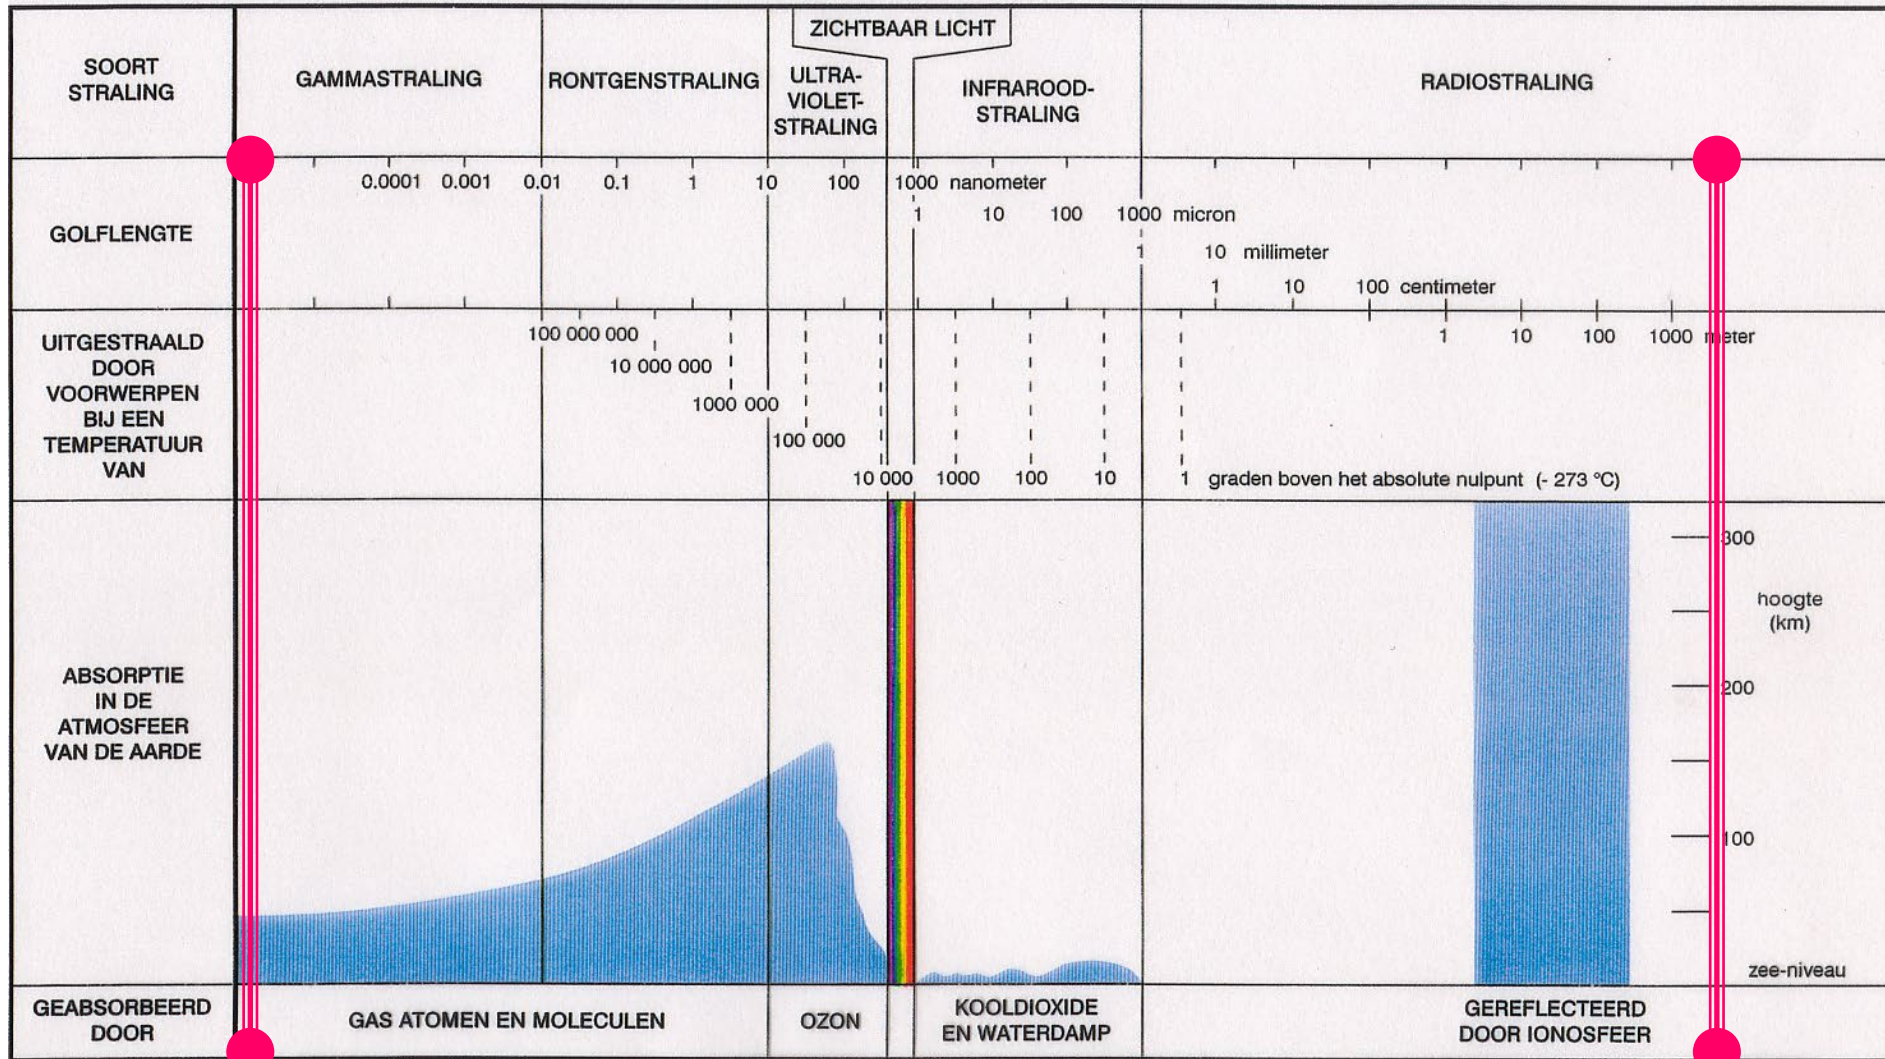 ZICHTBAAR LICHT
SOORT
STRALING
GAMMASTRALING
RONTGENSTRALING
ULTRA-
VIOLET-
STRALING
INFRAROOD-
STRALING
RADIOSTRALING
GOLFLENGTE
0.0001 0.001 0.01 0.1 1 10 100 1000 nanometer
1 10 100 1000 micron
1 10 millimeter
1 10 100 centimeter
1 10 100 1000 meter
UITGESTRAALD
DOOR
VOORWERPEN
BIJ EEN
TEMPERATUUR
VAN
100 000 000
10 000 000
1000 000
100 000
10 000 1000 100 10 1 graden boven het absolute nulpunt (- 273 °C)
ABSORPTIE
IN DE
ATMOSFEER
VAN DE AARDE
300
hoogte
(km)
200
100
zee-niveau
GEABSORBEERD
DOOR
GAS ATOMEN EN MOLECULEN
OZON
KOOLDIOXIDE
EN WATERDAMP
GEREFLECTEERD
DOOR IONOSFEER